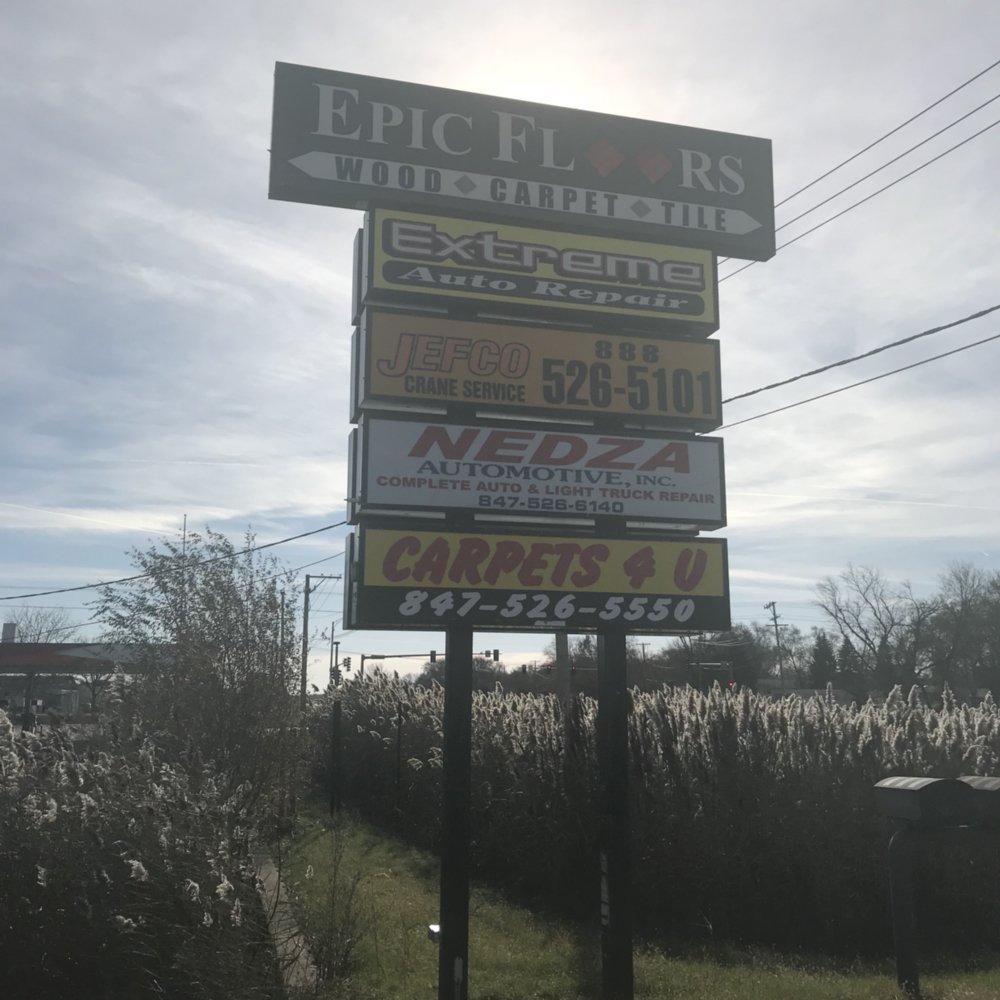 EPIC FLOORS
WOOD CARPET TILE
Extreme
Auto Repair
JEFCO
CRANE SERVICE
888
526-5101
NEDZA
AUTOMOTIVE, INC.
COMPLETE AUTO & LIGHT TRUCK REPAIR
847-526-6140
CARPETS 4 U
847-526-5550